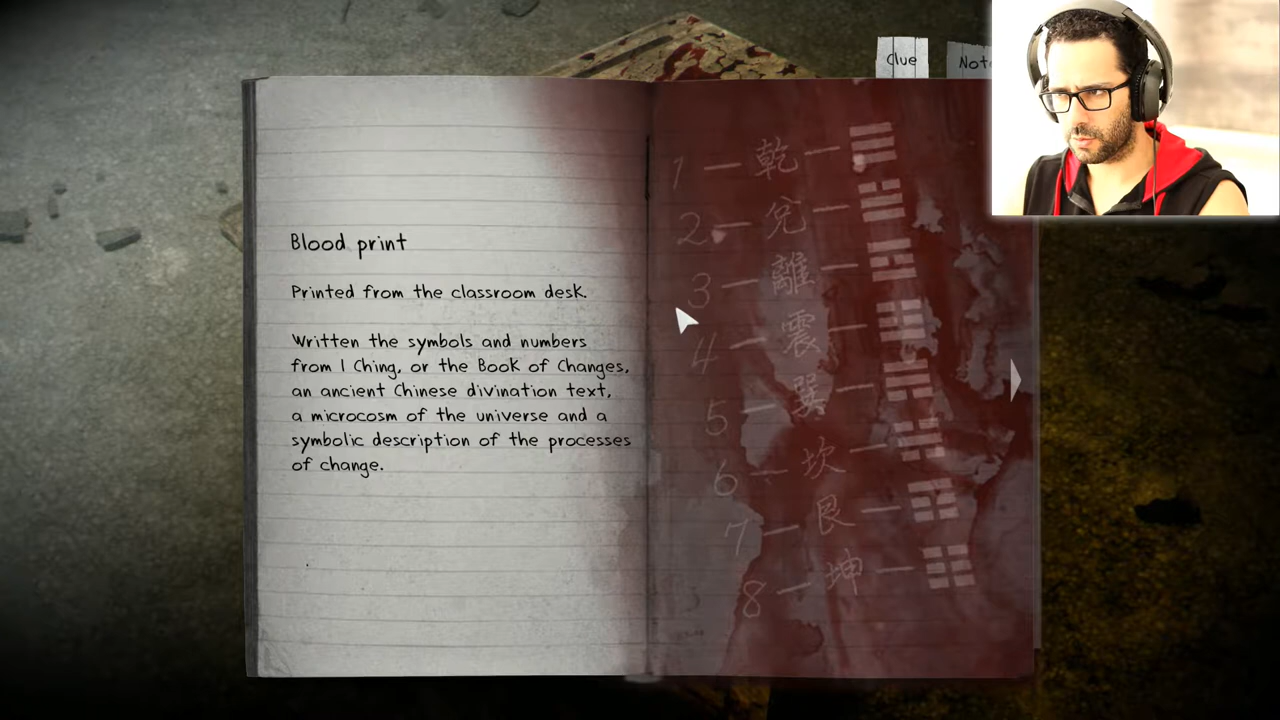 Clue
Not
Blood print
Printed from the classroom desk.
Written the symbols and numbers
from I Ching, or the Book of Changes,
an ancient Chinese divination text,
a microcosm of the universe and a
symbolic description of the processes
of change.
1 — 乾 — ☰
2 — 兌 — ☱
3 — 離 — ☲
4 — 震 — ☳
5 — 巽 — ☴
6 — 坎 — ☵
7 — 艮 — ☶
8 — 坤 — ☷